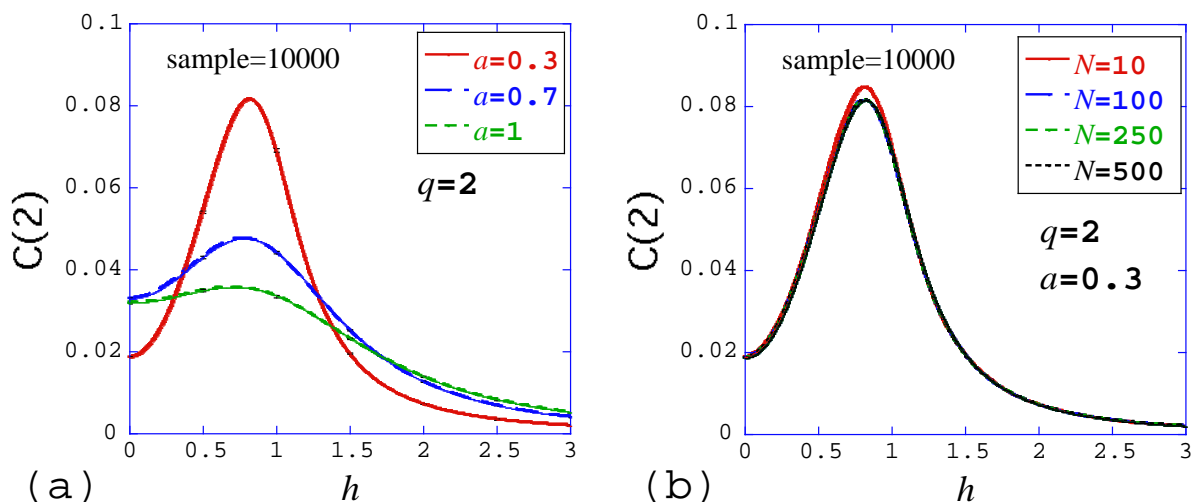 sample=10000
a=0.3
a=0.7
a=1
q=2
C(2)
0.1
0.08
0.06
0.04
0.02
0
0 0.5 1 1.5 2 2.5 3
h
(a)
sample=10000
N=10
N=100
N=250
N=500
q=2
a=0.3
C(2)
0.1
0.08
0.06
0.04
0.02
0
0 0.5 1 1.5 2 2.5 3
h
(b)